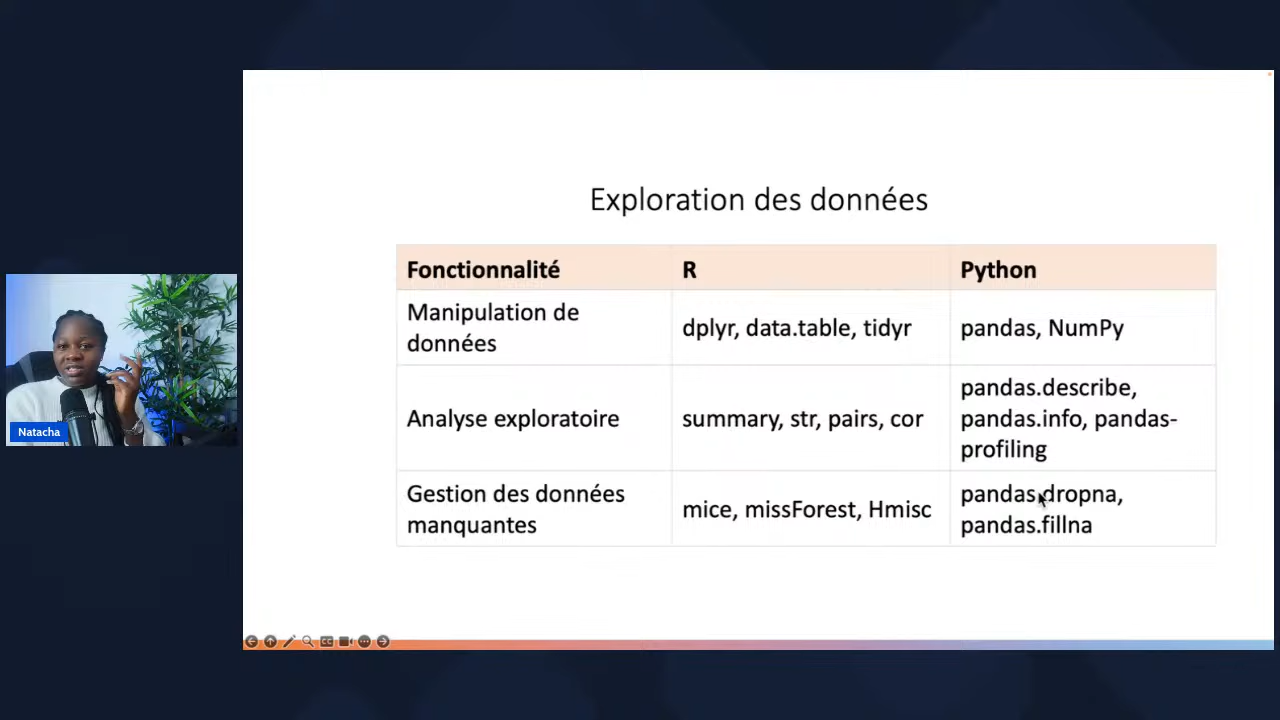 Exploration des données
Fonctionnalité
R
Python
Manipulation de
données
dplyr, data.table, tidyr
pandas, NumPy
Analyse exploratoire
summary, str, pairs, cor
pandas.describe,
pandas.info, pandas-
profiling
Gestion des données
manquantes
mice, missForest, Hmisc
pandas.dropna,
pandas.fillna
Natacha
CC